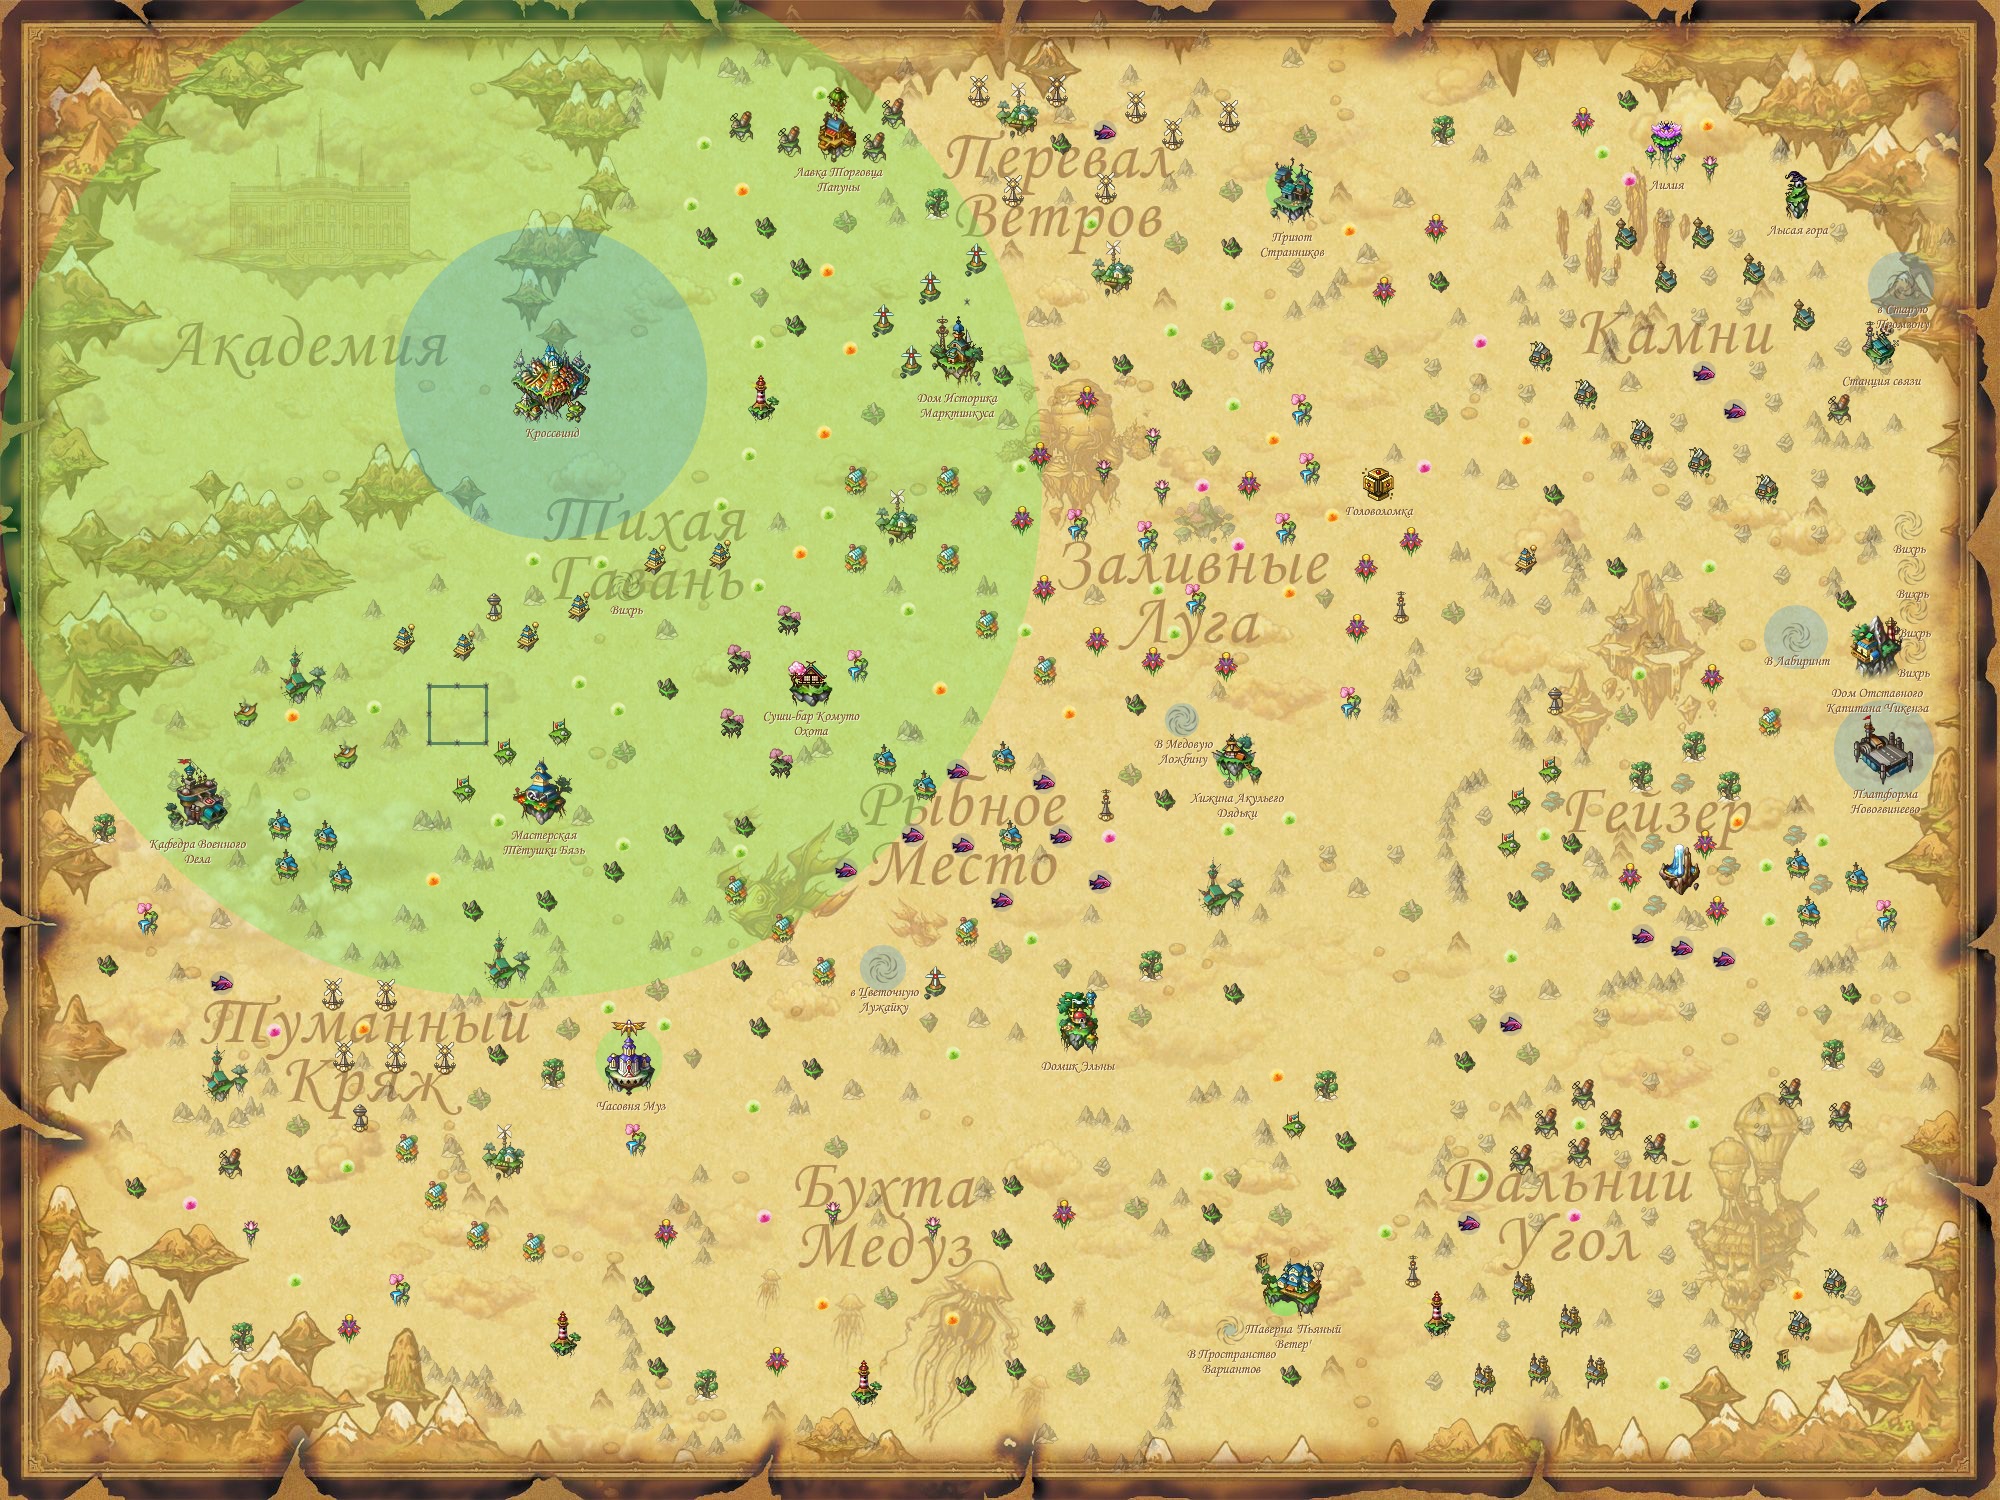 Лавка Торговца
Папуны
Перевал
Ветров
Приют
Странников
Лилия
Лысая гора
в Старую
Промзону
Академия
Камни
Станция связи
Кроссвинд
Дом Историка
Марктинкуса
Тихая
Гавань
Вихрь
Головоломка
Заливные
Луга
Вихрь
Вихрь
Вихрь
Вихрь
В Лабиринт
Дом Отставного
Капитана Чикенза
Суши-бар Комуто
Охота
В Медовую
Ложбину
Хижина Акульего
Дядьки
Платформа
Новогвинеево
Рыбное
Место
Гейзер
Кафедра Военного
Дела
Мастерская
Тётушки Бязь
в Цветочную
Лужайку
Туманный
Кряж
Часовня Муз
Домик Эльны
Бухта
Медуз
Дальний
Угол
Таверна 'Пьяный
Ветер'
В Пространство
Вариантов